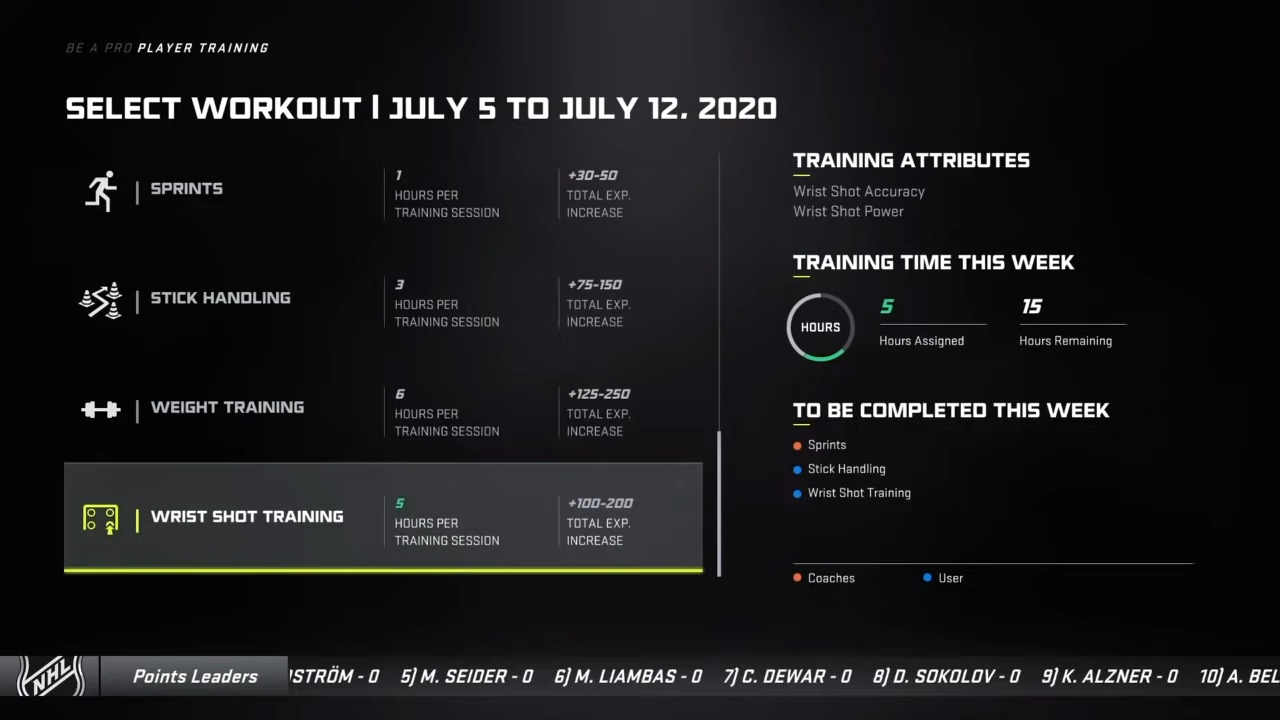 BE A PRO PLAYER TRAINING
SELECT WORKOUT | JULY 5 TO JULY 12, 2020
SPRINTS
1
HOURS PER
TRAINING SESSION
+30-50
TOTAL EXP.
INCREASE
STICK HANDLING
3
HOURS PER
TRAINING SESSION
+75-150
TOTAL EXP.
INCREASE
WEIGHT TRAINING
6
HOURS PER
TRAINING SESSION
+125-250
TOTAL EXP.
INCREASE
WRIST SHOT TRAINING
5
HOURS PER
TRAINING SESSION
+100-200
TOTAL EXP.
INCREASE
TRAINING ATTRIBUTES
Wrist Shot Accuracy
Wrist Shot Power
TRAINING TIME THIS WEEK
HOURS
5
Hours Assigned
15
Hours Remaining
TO BE COMPLETED THIS WEEK
Sprints
Stick Handling
Wrist Shot Training
Coaches
User
NHL
Points Leaders
STRÖM - 0 5) M. SEIDER - 0 6) M. LIAMBAS - 0 7) C. DEWAR - 0 8) D. SOKOLOV - 0 9) K. ALZNER - 0 10) A. BEL